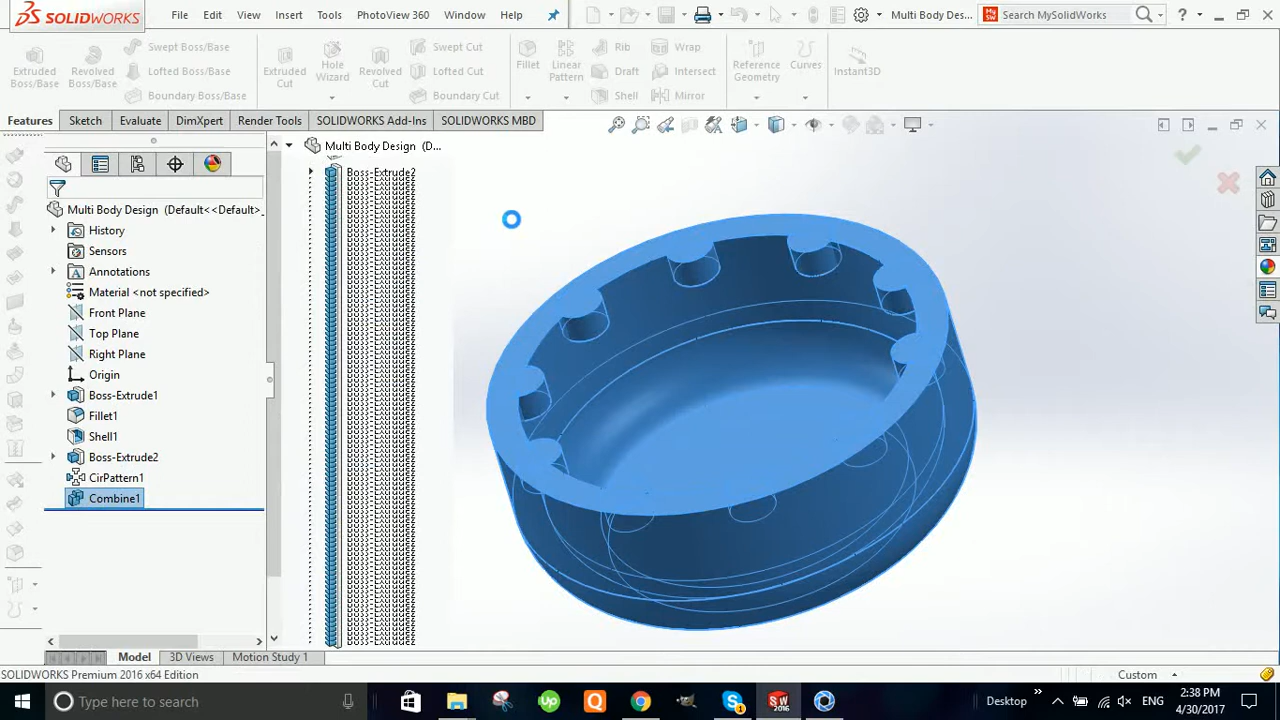 SOLIDWORKS File Edit View Insert Tools PhotoView 360 Window Help Multi Body Des... Search MySolidWorks
Extruded Boss/Base Revolved Boss/Base Swept Boss/Base Lofted Boss/Base Boundary Boss/Base Extruded Cut Hole Wizard Revolved Cut Swept Cut Lofted Cut Boundary Cut Fillet Linear Pattern Rib Draft Shell Wrap Intersect Mirror Reference Geometry Curves Instant3D
Features Sketch Evaluate DimXpert Render Tools SOLIDWORKS Add-Ins SOLIDWORKS MBD
Multi Body Design (D...
Boss-Extrude2
Multi Body Design (Default<<Default>_
History
Sensors
Annotations
Material <not specified>
Front Plane
Top Plane
Right Plane
Origin
Boss-Extrude1
Fillet1
Shell1
Boss-Extrude2
CirPattern1
Combine1
Model 3D Views Motion Study 1
SOLIDWORKS Premium 2016 x64 Edition Custom
Type here to search Desktop ENG 2:38 PM
4/30/2017